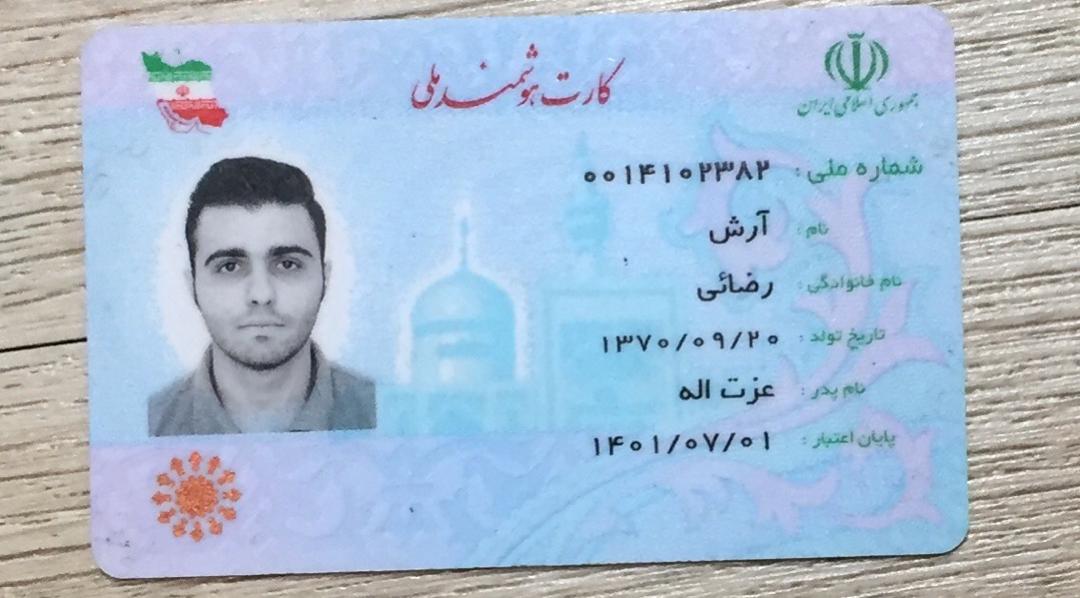 کارت هوشمند ملی
جمهوری اسلامی ایران
شماره ملی: ۰۰۱۴۱۰۲۳۸۲
نام: آرش
نام خانوادگی: رضائی
تاریخ تولد: ۱۳۷۰/۰۹/۲۰
نام پدر: عزت اله
پایان اعتبار: ۱۴۰۱/۰۷/۰۱